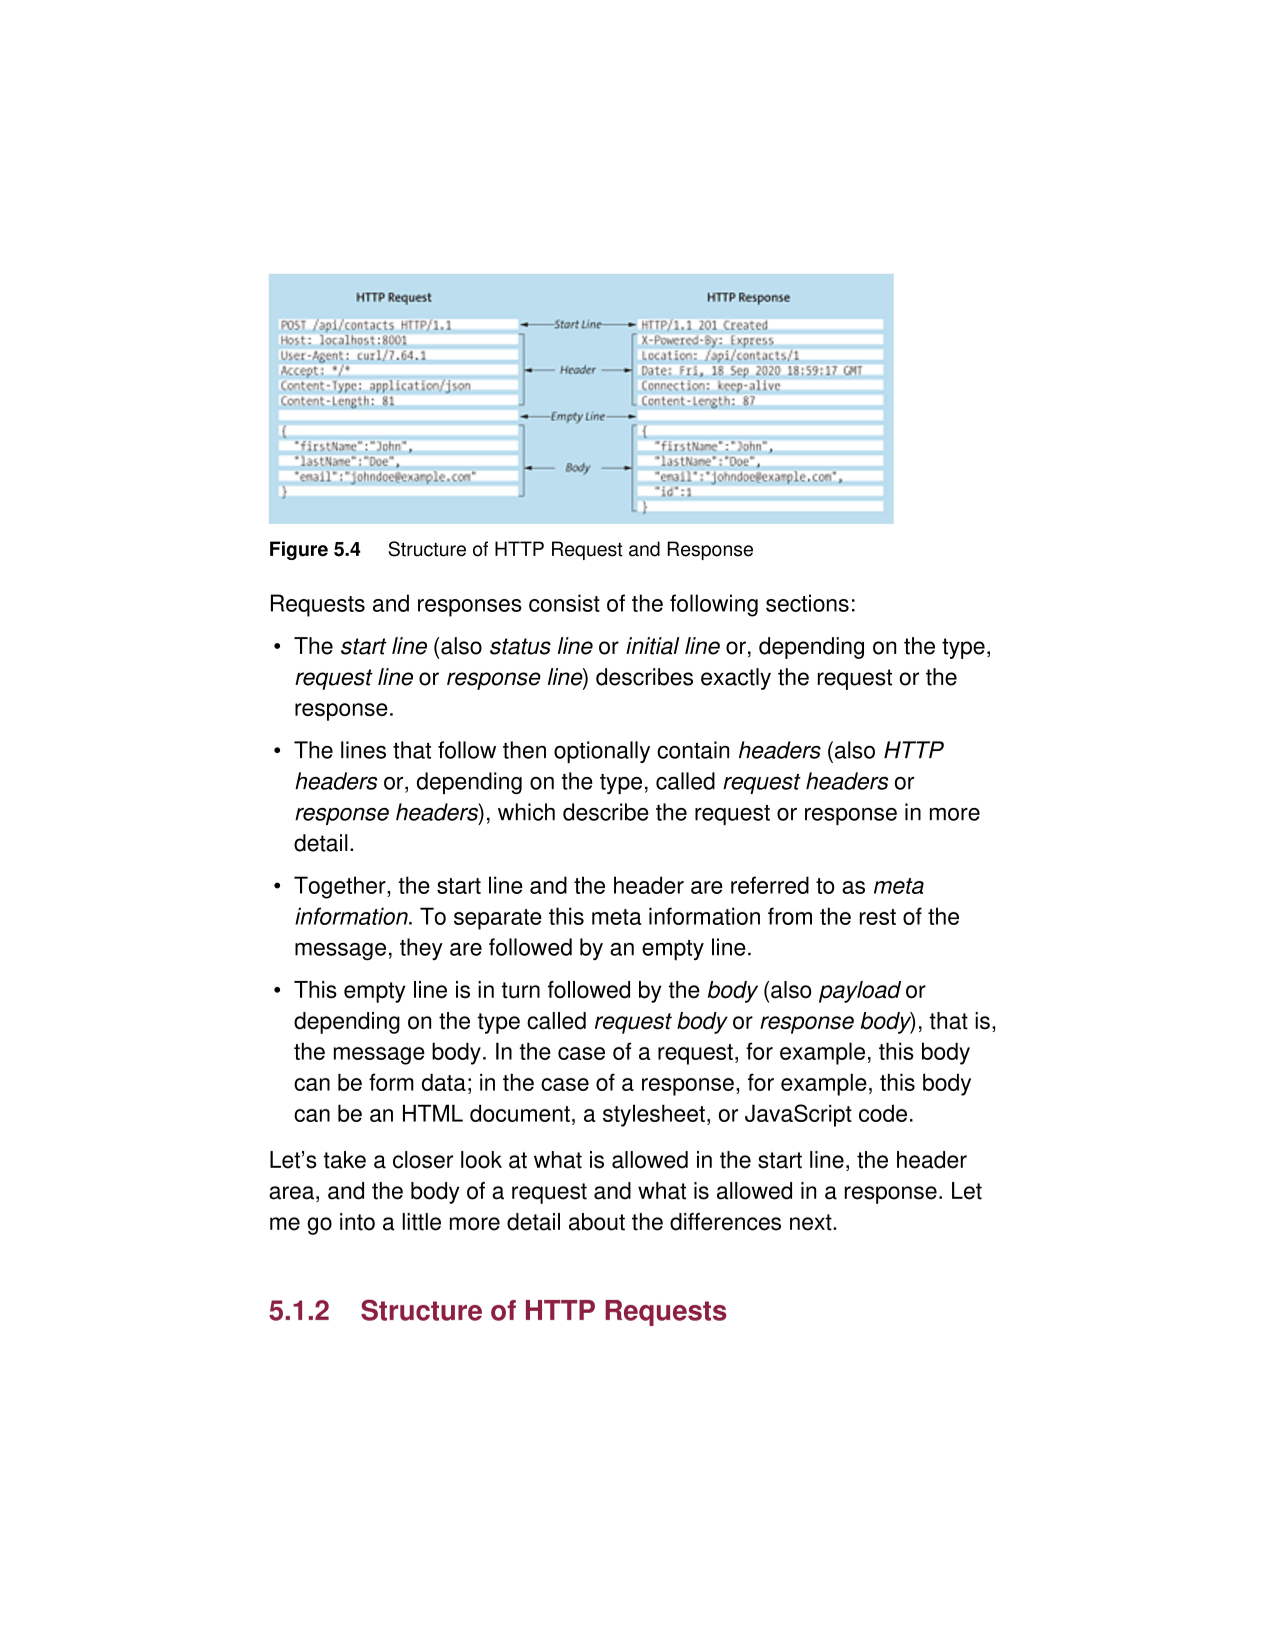 HTTP Request
HTTP Response
POST /api/contacts HTTP/1.1
Host: localhost:8001
User-Agent: curl/7.64.1
Accept: */*
Content-Type: application/json
Content-Length: 81
{
"firstName":"John",
"lastName":"Doe",
"email":"johndoe@example.com"
}
Start Line
Header
Empty Line
Body
HTTP/1.1 201 Created
X-Powered-By: Express
Location: /api/contacts/1
Date: Fri, 18 Sep 2020 18:59:17 GMT
Connection: keep-alive
Content-Length: 87
{
"firstName":"John",
"lastName":"Doe",
"email":"johndoe@example.com",
"id":1
}
Figure 5.4 Structure of HTTP Request and Response
Requests and responses consist of the following sections:
• The start line (also status line or initial line or, depending on the type,
request line or response line) describes exactly the request or the
response.
• The lines that follow then optionally contain headers (also HTTP
headers or, depending on the type, called request headers or
response headers), which describe the request or response in more
detail.
• Together, the start line and the header are referred to as meta
information. To separate this meta information from the rest of the
message, they are followed by an empty line.
• This empty line is in turn followed by the body (also payload or
depending on the type called request body or response body), that is,
the message body. In the case of a request, for example, this body
can be form data; in the case of a response, for example, this body
can be an HTML document, a stylesheet, or JavaScript code.
Let's take a closer look at what is allowed in the start line, the header
area, and the body of a request and what is allowed in a response. Let
me go into a little more detail about the differences next.
5.1.2 Structure of HTTP Requests